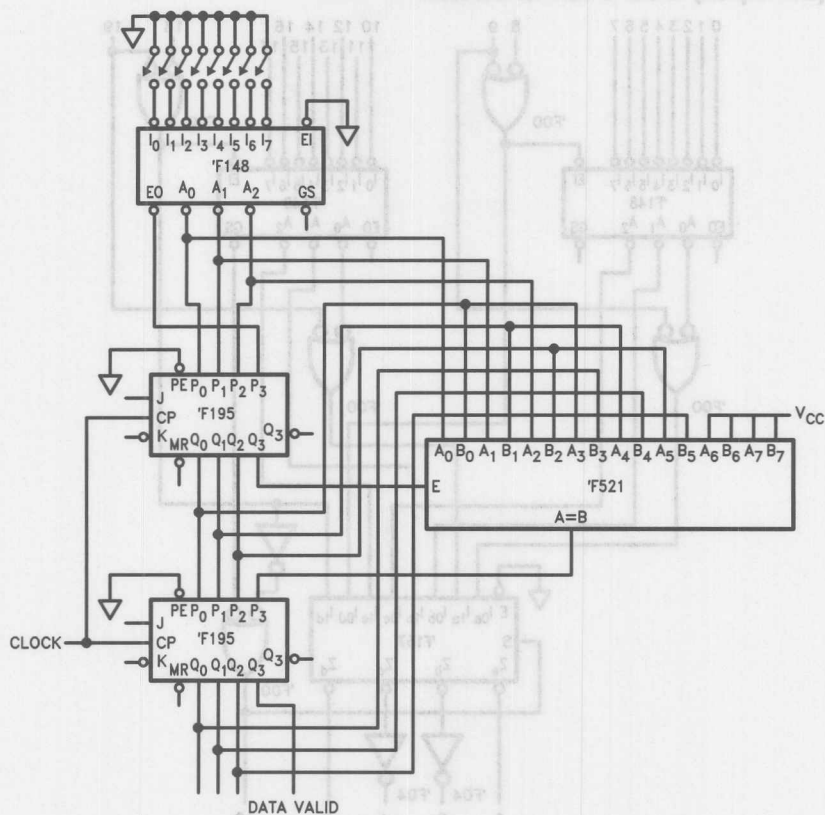 I0 I1 I2 I3 I4 I5 I6 I7 EI
'F148
EO A0 A1 A2 GS
PE P0 P1 P2 P3
J
CP 'F195
K MR Q0 Q1 Q2 Q3 Q3
VCC
A0 B0 A1 B1 A2 B2 A3 B3 A4 B4 A5 B5 A6 B6 A7 B7
E 'F521
A=B
PE P0 P1 P2 P3
J
CLOCK CP 'F195
K MR Q0 Q1 Q2 Q3 Q3
DATA VALID